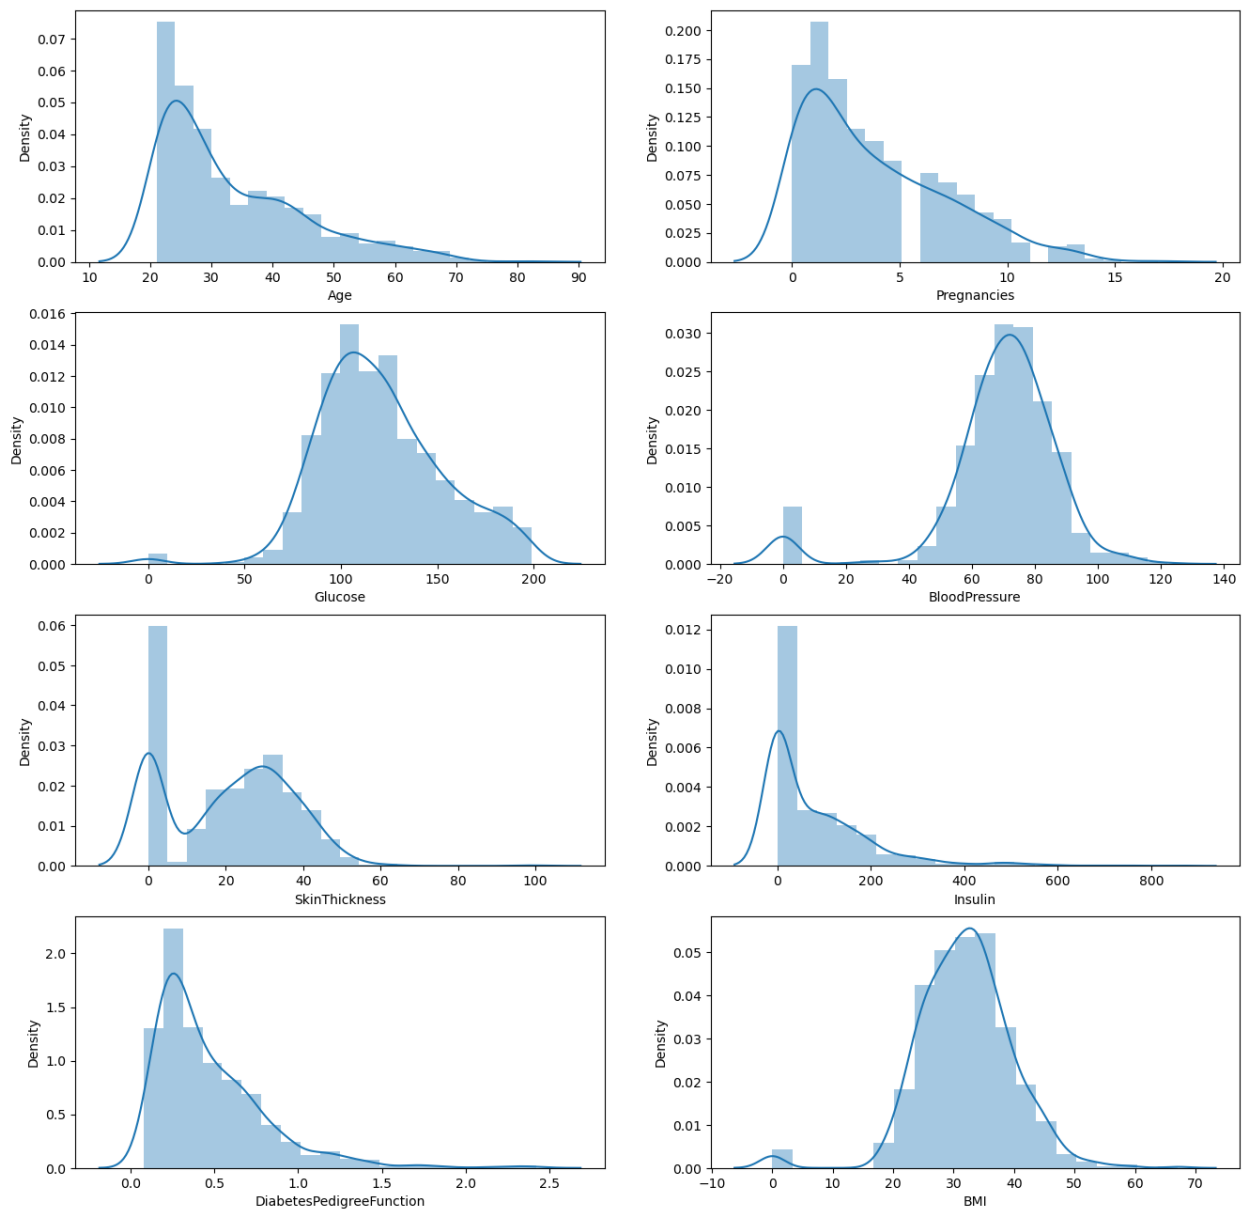 0.07
0.06
0.05
0.04
0.03
0.02
0.01
0.00
Density
10 20 30 40 50 60 70 80 90
Age
0.200
0.175
0.150
0.125
0.100
0.075
0.050
0.025
0.000
Density
0 5 10 15 20
Pregnancies
0.016
0.014
0.012
0.010
0.008
0.006
0.004
0.002
0.000
Density
0 50 100 150 200
Glucose
0.030
0.025
0.020
0.015
0.010
0.005
0.000
Density
−20 0 20 40 60 80 100 120 140
BloodPressure
0.06
0.05
0.04
0.03
0.02
0.01
0.00
Density
0 20 40 60 80 100
SkinThickness
0.012
0.010
0.008
0.006
0.004
0.002
0.000
Density
0 200 400 600 800
Insulin
2.0
1.5
1.0
0.5
0.0
Density
0.0 0.5 1.0 1.5 2.0 2.5
DiabetesPedigreeFunction
0.05
0.04
0.03
0.02
0.01
0.00
Density
−10 0 10 20 30 40 50 60 70
BMI